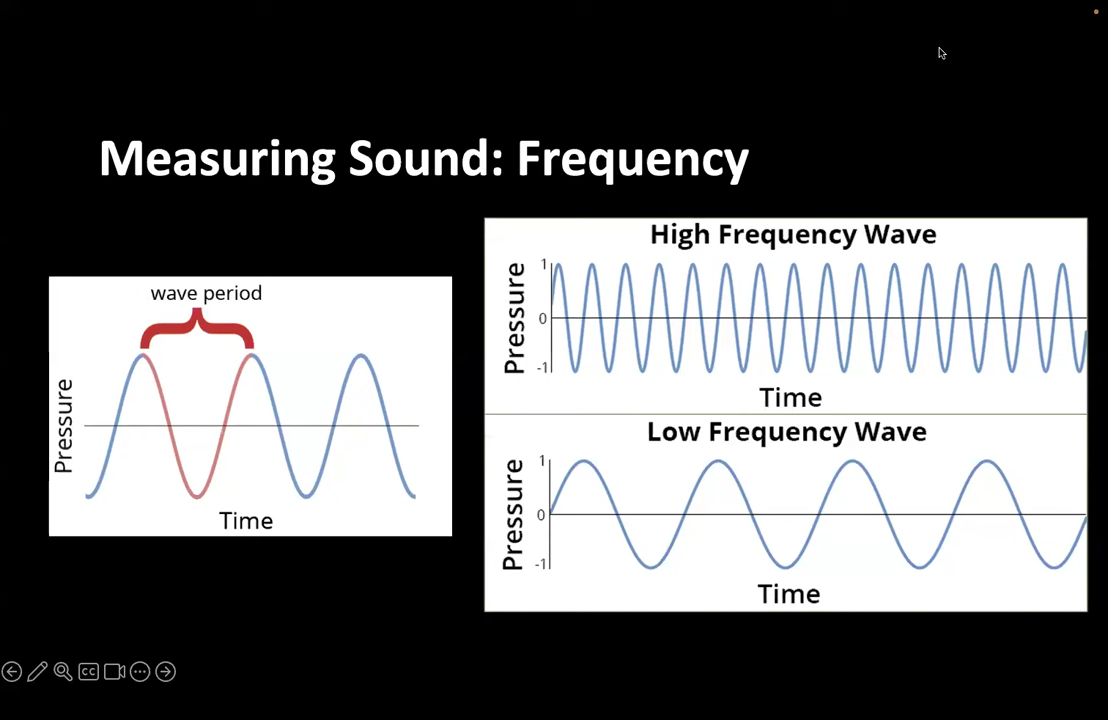 Measuring Sound: Frequency
wave period
Pressure
Time
High Frequency Wave
Pressure
1
0
-1
Time
Low Frequency Wave
Pressure
1
0
-1
Time
CC